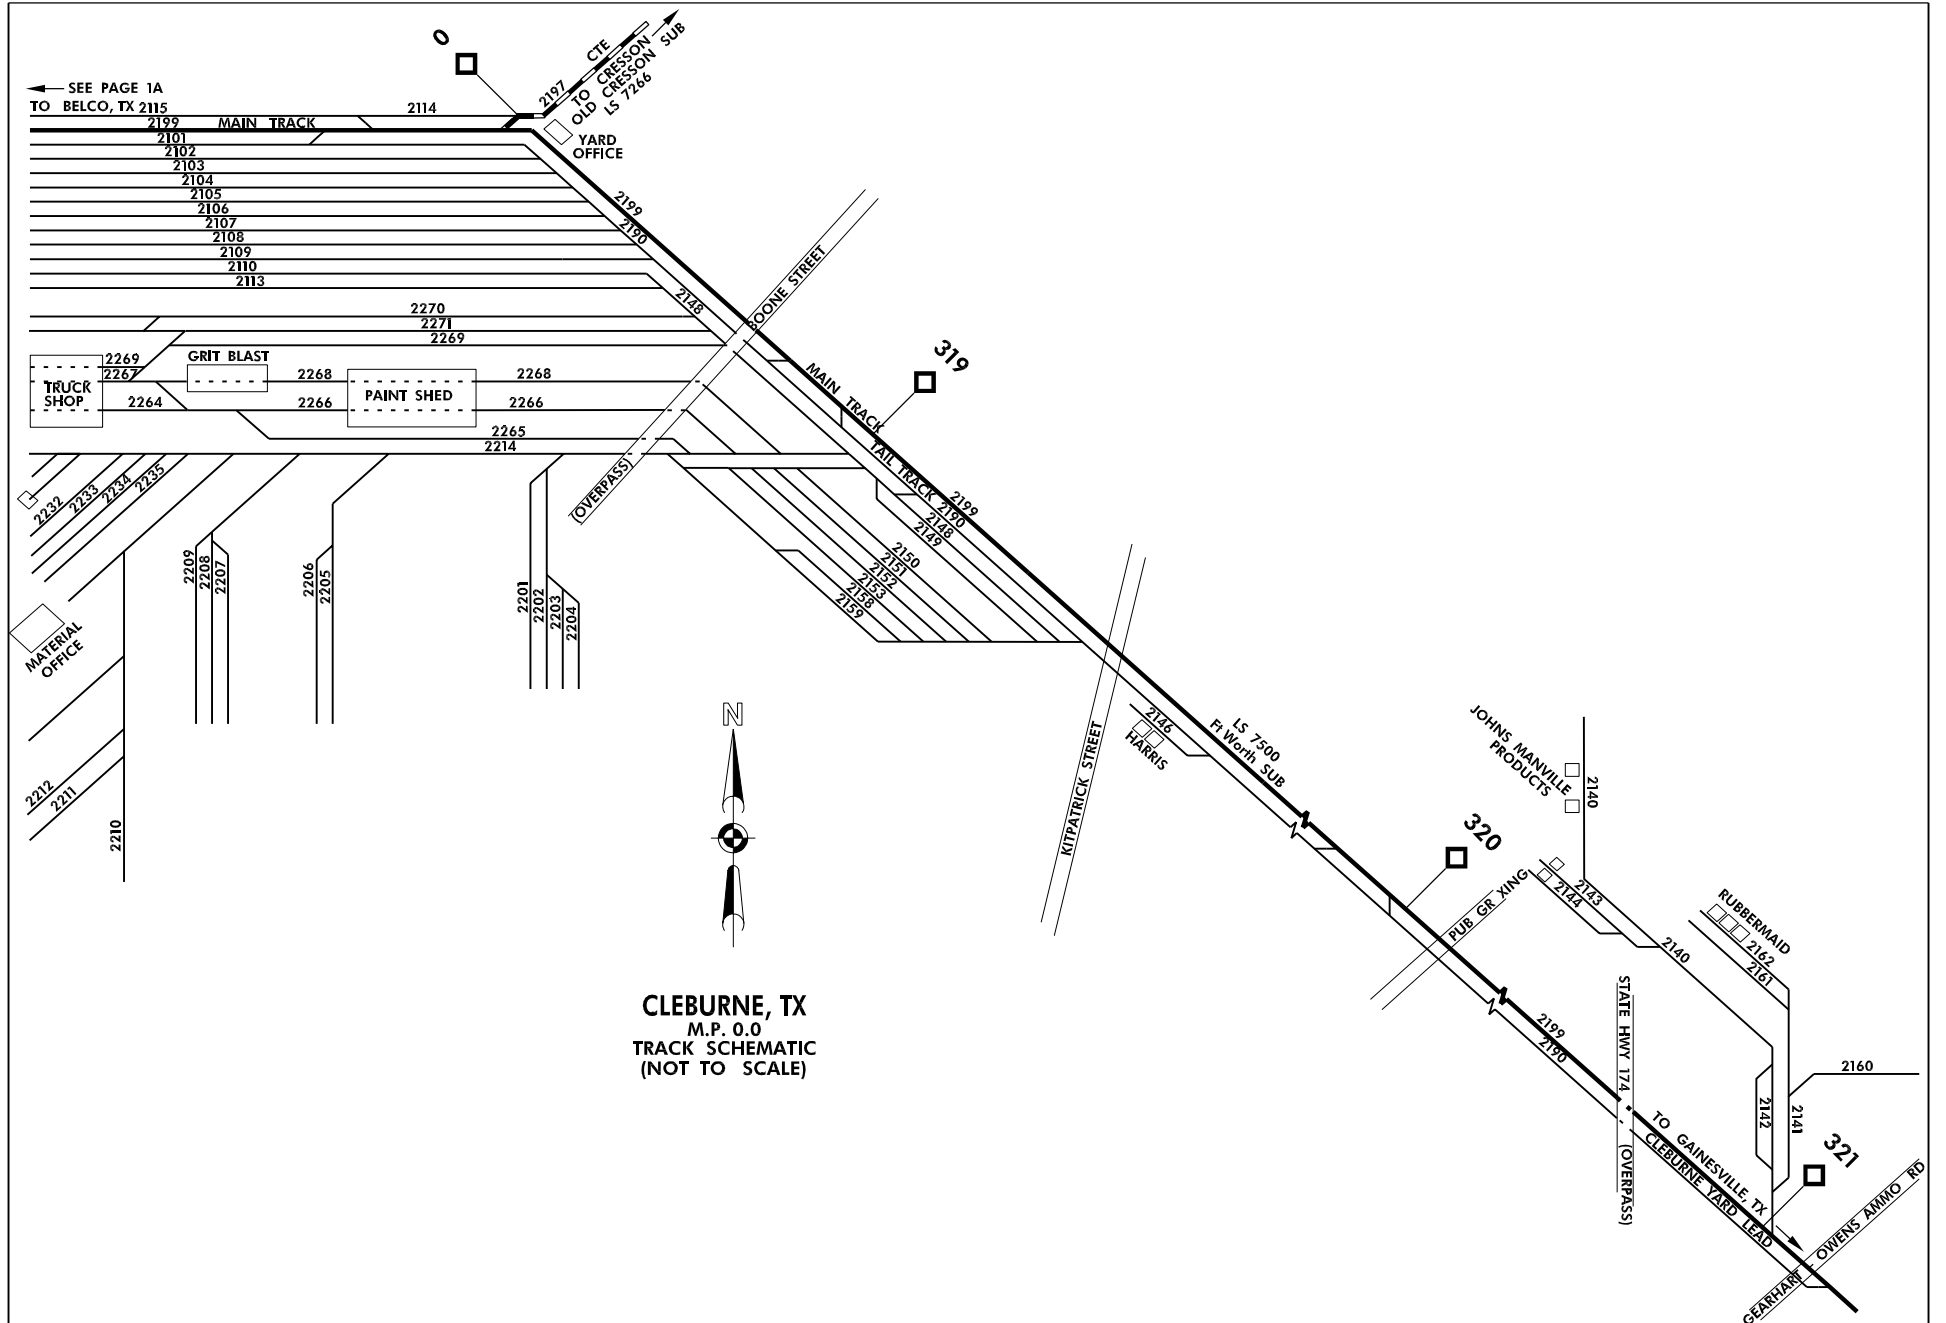 0
SEE PAGE 1A
TO BELCO, TX
2115
2114
2199
MAIN TRACK
2197
CTE
TO CRESSON
OLD CRESSON SUB
LS 7266
YARD
OFFICE
2101
2102
2103
2104
2105
2106
2107
2108
2109
2110
2113
2199
2190
2148
BOONE STREET
(OVERPASS)
2270
2271
2269
2269
2267
GRIT BLAST
TRUCK
SHOP
2268
PAINT SHED
2268
2264
2266
2266
2265
2214
319
MAIN TRACK
TAIL TRACK
2199
2190
2148
2149
2150
2151
2152
2153
2158
2159
2232
2233
2234
2235
2209
2208
2207
2206
2205
2201
2202
2203
2204
MATERIAL
OFFICE
2212
2211
2210
N
KITPATRICK STREET
2146
HARRIS
LS 7500
Ft Worth SUB
320
PUB GR XING
JOHNS MANVILLE
PRODUCTS
2140
2143
2144
2140
RUBBERMAID
2162
2161
2199
2190
STATE HWY 174 (OVERPASS)
2160
2142
2141
321
TO GAINESVILLE, TX
CLEBURNE YARD LEAD
GEARHART - OWENS AMMO RD
CLEBURNE, TX
M.P. 0.0
TRACK SCHEMATIC
(NOT TO SCALE)